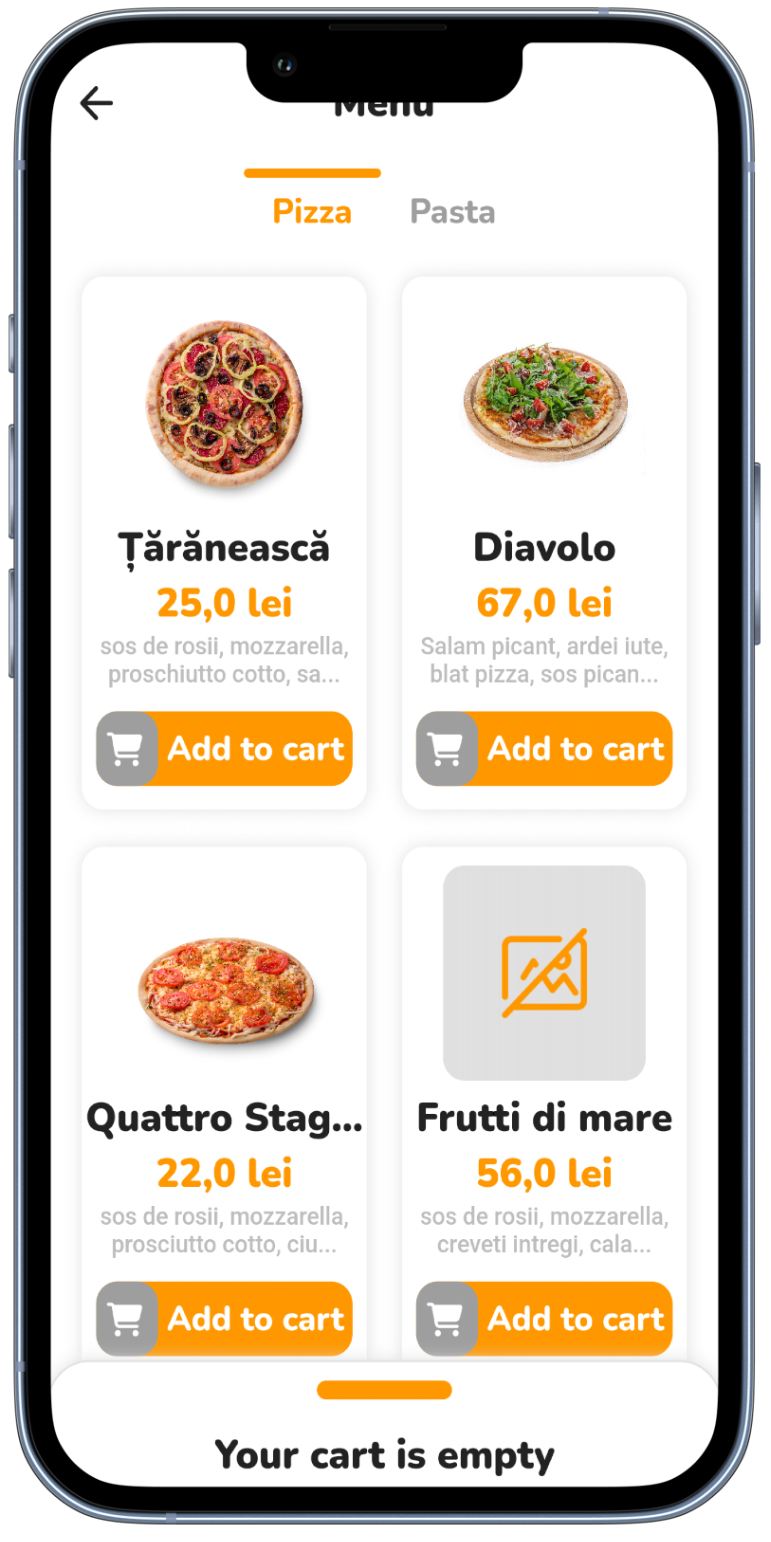 Menu
Pizza
Pasta
Țărănească
25,0 lei
sos de rosii, mozzarella,
proschiutto cotto, sa...
Add to cart
Diavolo
67,0 lei
Salam picant, ardei iute,
blat pizza, sos pican...
Add to cart
Quattro Stag...
22,0 lei
sos de rosii, mozzarella,
prosciutto cotto, ciu...
Add to cart
Frutti di mare
56,0 lei
sos de rosii, mozzarella,
creveti intregi, cala...
Add to cart
Your cart is empty